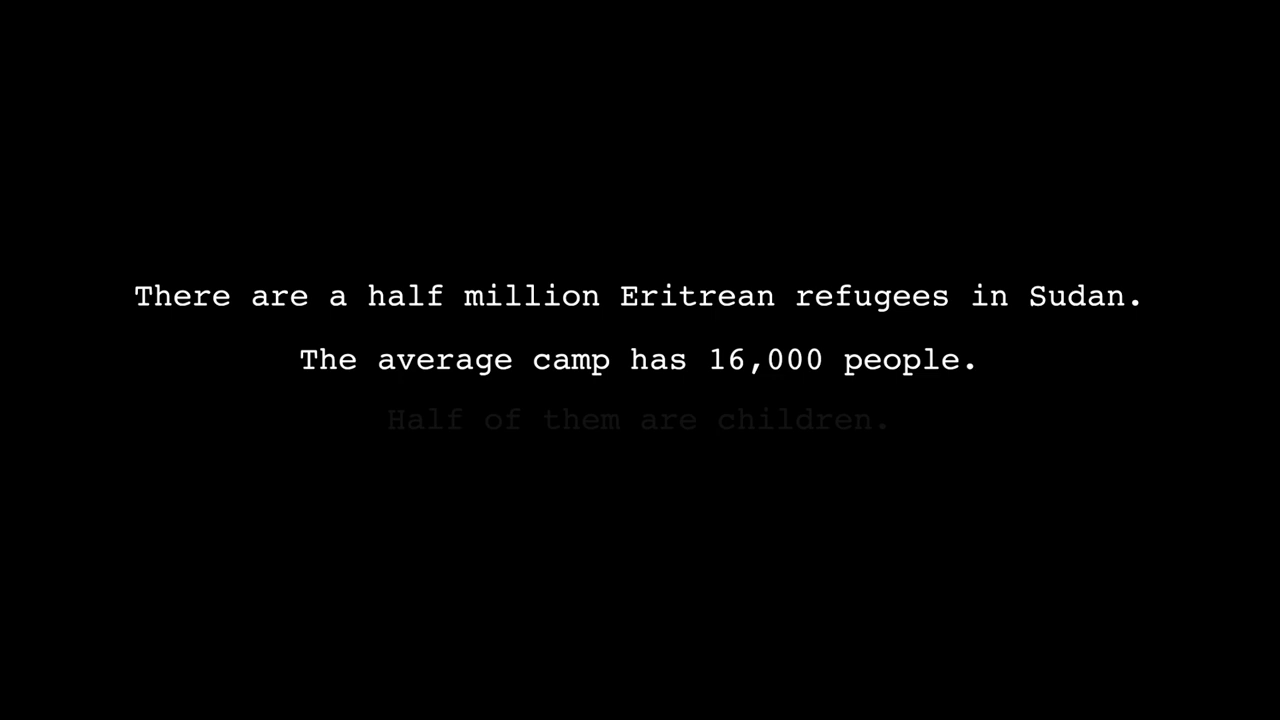 There are a half million Eritrean refugees in Sudan.
The average camp has 16,000 people.
Half of them are children.